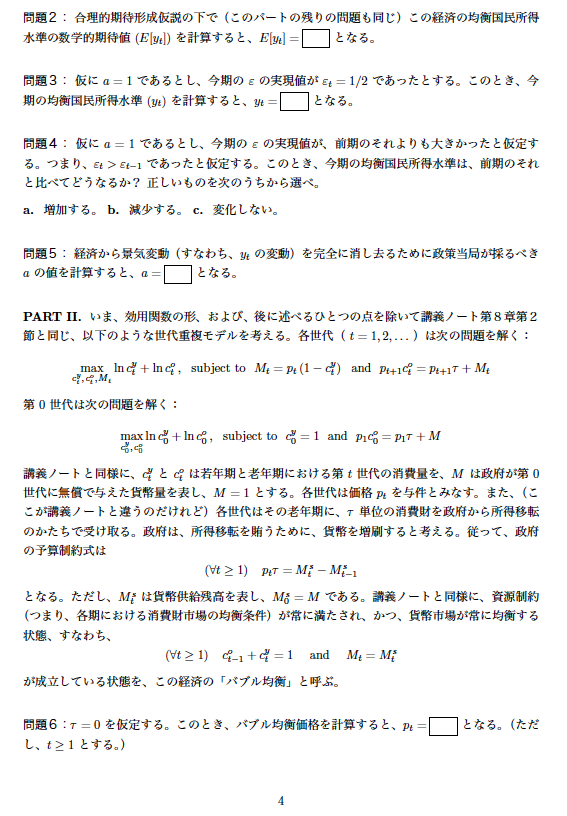 問題２： 合理的期待形成仮説の下で（このパートの残りの問題も同じ）この経済の均衡国民所得
水準の数学的期待値 (E[y_t]) を計算すると、E[y_t] = □ となる。
問題３： 仮に a = 1 であるとし、今期の ε の実現値が ε_t = 1/2 であったとする。このとき、今
期の均衡国民所得水準 (y_t) を計算すると、y_t = □ となる。
問題４： 仮に a = 1 であるとし、今期の ε の実現値が、前期のそれよりも大きかったと仮定す
る。つまり、ε_t > ε_{t−1} であったと仮定する。このとき、今期の均衡国民所得水準は、前期のそれ
と比べてどうなるか？ 正しいものを次のうちから選べ。
a. 増加する。 b. 減少する。 c. 変化しない。
問題５： 経済から景気変動（すなわち、y_t の変動）を完全に消し去るために政策当局が採るべき
a の値を計算すると、a = □ となる。
PART II. いま、効用関数の形、および、後に述べるひとつの点を除いて講義ノート第８章第２
節と同じ、以下のような世代重複モデルを考える。各世代（ t = 1, 2, . . . ）は次の問題を解く：
max_{c_t^y, c_t^o, M_t} ln c_t^y + ln c_t^o , subject to M_t = p_t (1 − c_t^y) and p_{t+1}c_t^o = p_{t+1}τ + M_t
第 0 世代は次の問題を解く：
max_{c_0^y, c_0^o} ln c_0^y + ln c_0^o , subject to c_0^y = 1 and p_1c_0^o = p_1τ + M
講義ノートと同様に、c_t^y と c_t^o は若年期と老年期における第 t 世代の消費量を、M は政府が第 0
世代に無償で与えた貨幣量を表し、M = 1 とする。各世代は価格 p_t を与件とみなす。また、（こ
こが講義ノートと違うのだけれど）各世代はその老年期に、τ 単位の消費財を政府から所得移転
のかたちで受け取る。政府は、所得移転を賄うために、貨幣を増刷すると考える。従って、政府
の予算制約式は
(∀t ≥ 1) p_tτ = M_t^s − M_{t−1}^s
となる。ただし、M_t^s は貨幣供給残高を表し、M_0^s = M である。講義ノートと同様に、資源制約
（つまり、各期における消費財市場の均衡条件）が常に満たされ、かつ、貨幣市場が常に均衡する
状態、すなわち、
(∀t ≥ 1) c_{t−1}^o + c_t^y = 1 and M_t = M_t^s
が成立している状態を、この経済の「バブル均衡」と呼ぶ。
問題６：τ = 0 を仮定する。このとき、バブル均衡価格を計算すると、p_t = □ となる。（ただ
し、t ≥ 1 とする。）
4